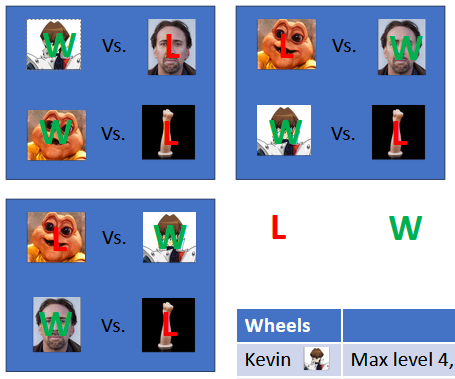 W Vs. L
W Vs. L
L Vs. W
W Vs. L
L Vs. W
W Vs. L
L W
Wheels
Kevin Max level 4,